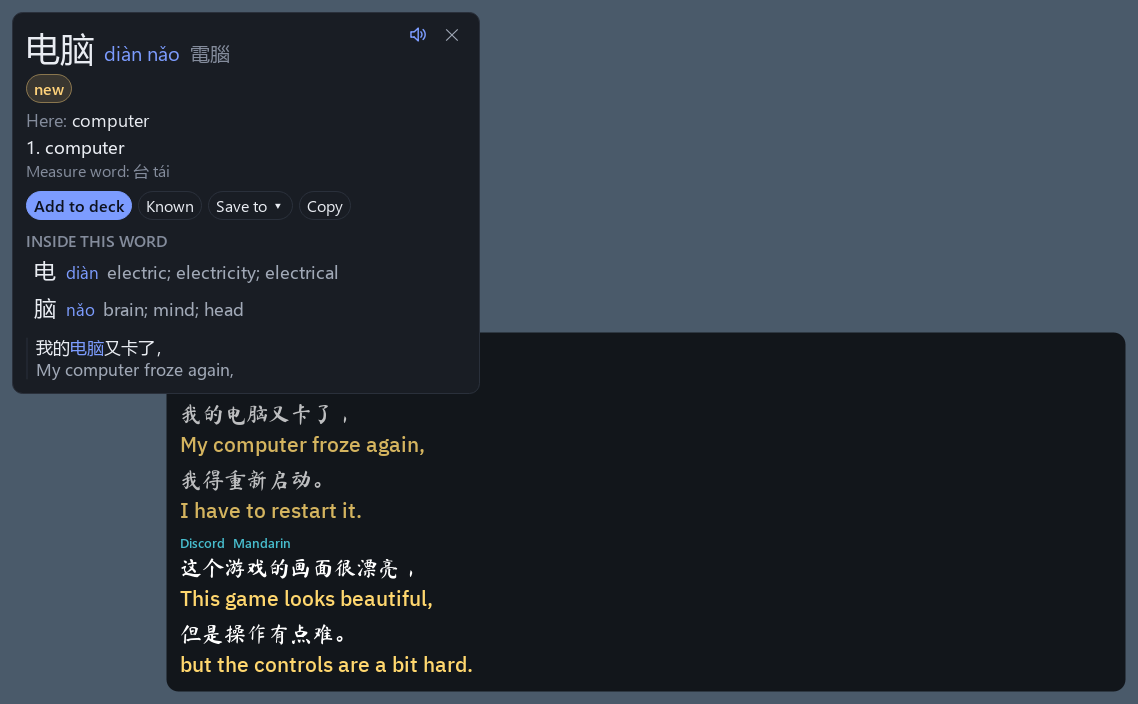 电脑 diàn nǎo 電腦
new
Here: computer
1. computer
Measure word: 台 tái
Add to deck Known Save to ▾ Copy
INSIDE THIS WORD
电 diàn electric; electricity; electrical
脑 nǎo brain; mind; head
我的电脑又卡了，
My computer froze again,
我的电脑又卡了，
My computer froze again,
我得重新启动。
I have to restart it.
Discord Mandarin
这个游戏的画面很漂亮，
This game looks beautiful,
但是操作有点难。
but the controls are a bit hard.